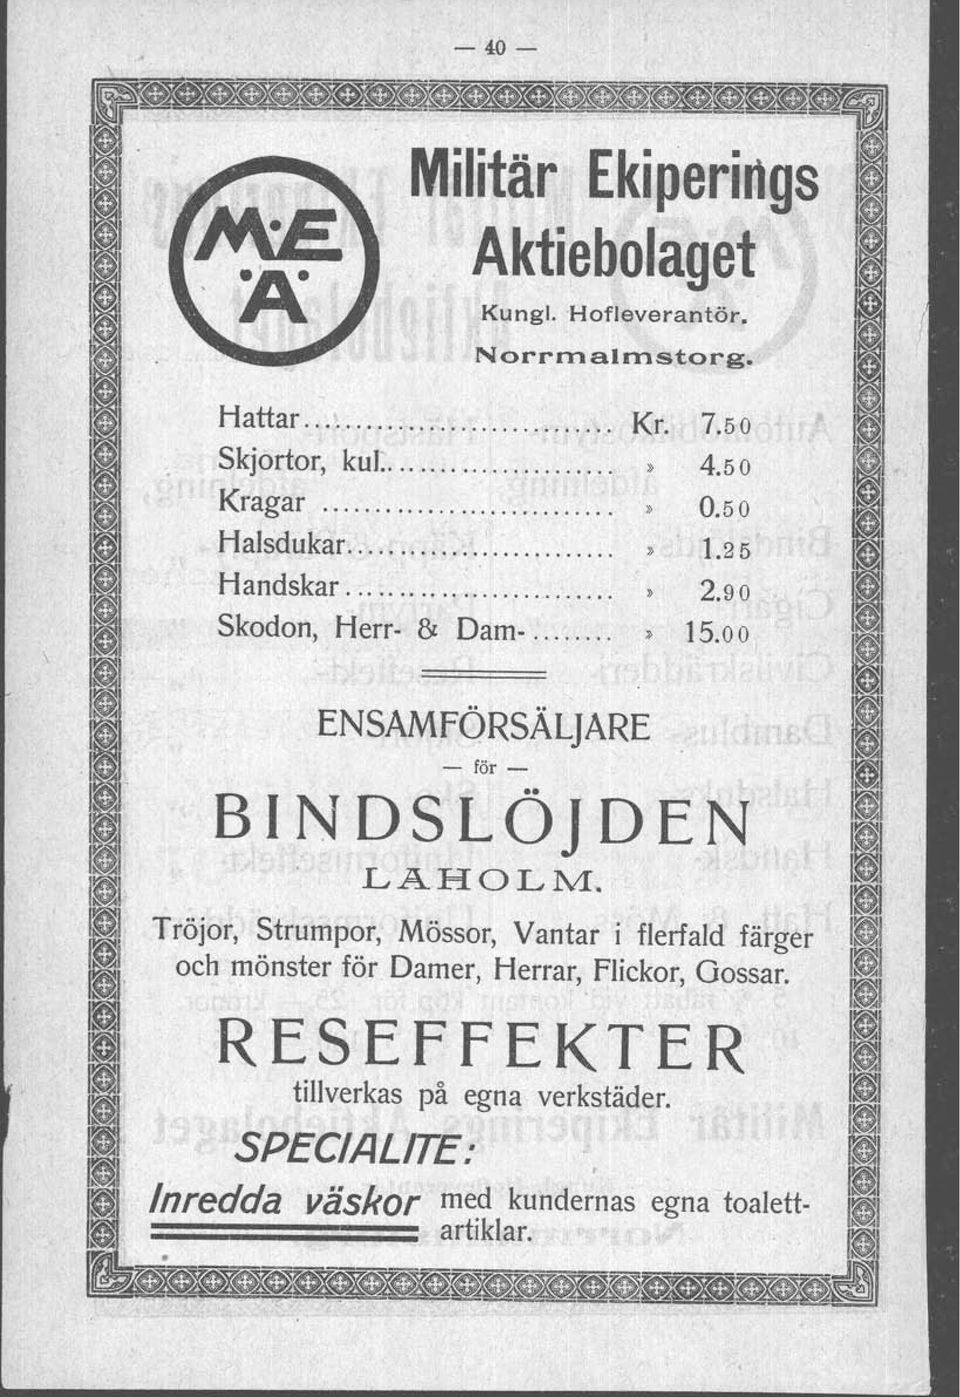 — 40 —
M·E
·A·
Militär Ekiperings
Aktiebolaget
Kungl. Hofleverantör.
Norrmalmstorg.
Hattar............................. Kr. 7.50
Skjortor, kul....................... » 4.50
Kragar ............................ » 0.50
Halsdukar.......................... » 1.25
Handskar.......................... » 2.90
Skodon, Herr- & Dam-........ » 15.00
ENSAMFÖRSÄLJARE
— för —
BINDSLÖJDEN
LAHOLM.
Tröjor, Strumpor, Mössor, Vantar i flerfald färger
och mönster för Damer, Herrar, Flickor, Gossar.
RESEFFEKTER
tillverkas på egna verkstäder.
SPECIALITE:
Inredda väskor med kundernas egna toalett-
artiklar.